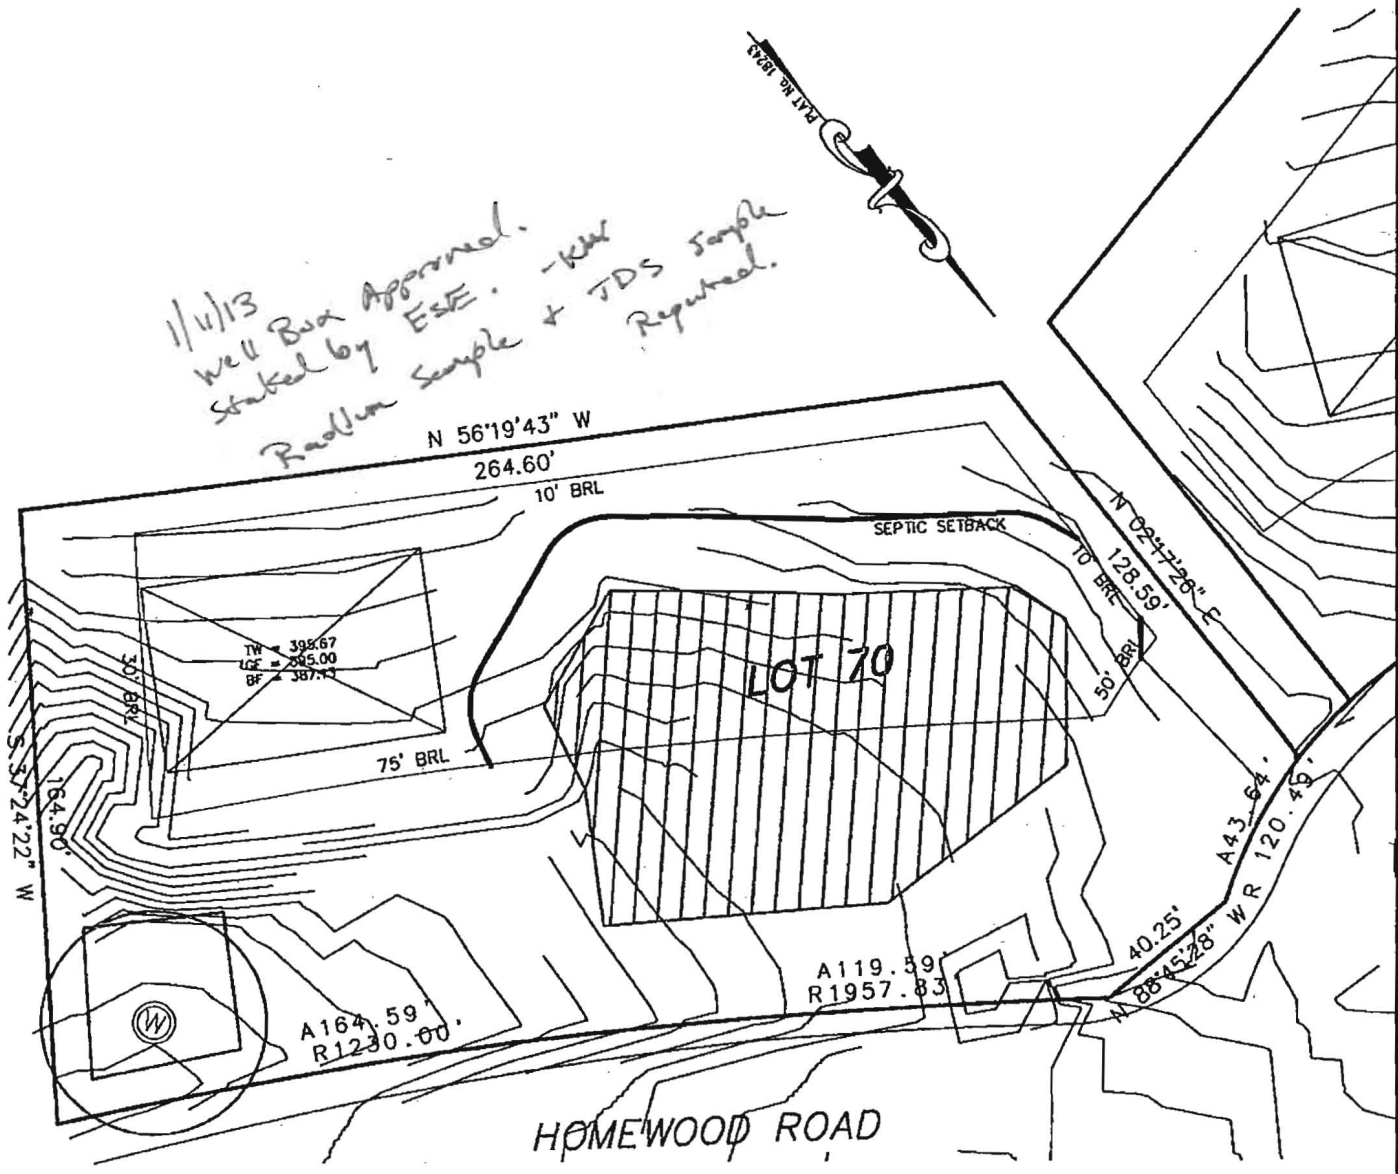 PLAT No. 18243
1/11/13
Well Box Approved.
Staked by ESE. -KW
Radium Sample + TDS Sample
Required.
N 56°19'43" W
264.60'
10' BRL
SEPTIC SETBACK
N 02°17'26" E
128.59'
10' BRL
50' BRL
TW = 395.67
LGF = 395.00
BF = 387.13
30' BRL
LOT 70
75' BRL
S 37°24'22" W
164.90'
A43.64'
R 120.49'
40.25'
N 88°45'28" W
A119.59'
R1957.83'
A164.59'
R1230.00'
W
HOMEWOOD ROAD